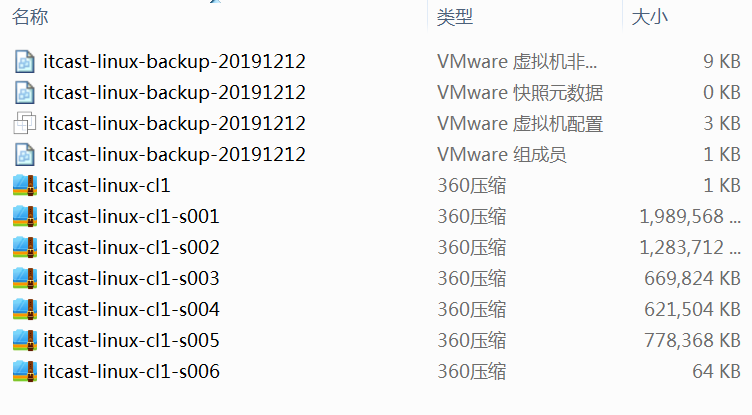 名称 类型 大小
itcast-linux-backup-20191212 VMware 虚拟机非... 9 KB
itcast-linux-backup-20191212 VMware 快照元数据 0 KB
itcast-linux-backup-20191212 VMware 虚拟机配置 3 KB
itcast-linux-backup-20191212 VMware 组成员 1 KB
itcast-linux-cl1 360压缩 1 KB
itcast-linux-cl1-s001 360压缩 1,989,568 ...
itcast-linux-cl1-s002 360压缩 1,283,712 ...
itcast-linux-cl1-s003 360压缩 669,824 KB
itcast-linux-cl1-s004 360压缩 621,504 KB
itcast-linux-cl1-s005 360压缩 778,368 KB
itcast-linux-cl1-s006 360压缩 64 KB